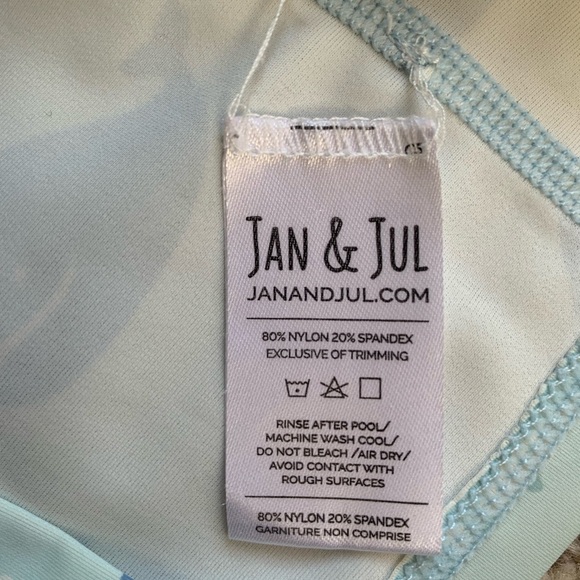 JAN & JUL
JANANDJUL.COM
80% NYLON 20% SPANDEX
EXCLUSIVE OF TRIMMING
RINSE AFTER POOL/
MACHINE WASH COOL/
DO NOT BLEACH /AIR DRY/
AVOID CONTACT WITH
ROUGH SURFACES
80% NYLON 20% SPANDEX
GARNITURE NON COMPRISE